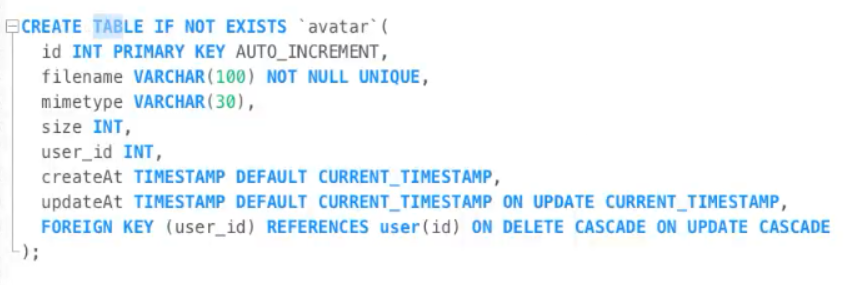 CREATE TABLE IF NOT EXISTS `avatar`(
id INT PRIMARY KEY AUTO_INCREMENT,
filename VARCHAR(100) NOT NULL UNIQUE,
mimetype VARCHAR(30),
size INT,
user_id INT,
createAt TIMESTAMP DEFAULT CURRENT_TIMESTAMP,
updateAt TIMESTAMP DEFAULT CURRENT_TIMESTAMP ON UPDATE CURRENT_TIMESTAMP,
FOREIGN KEY (user_id) REFERENCES user(id) ON DELETE CASCADE ON UPDATE CASCADE
);